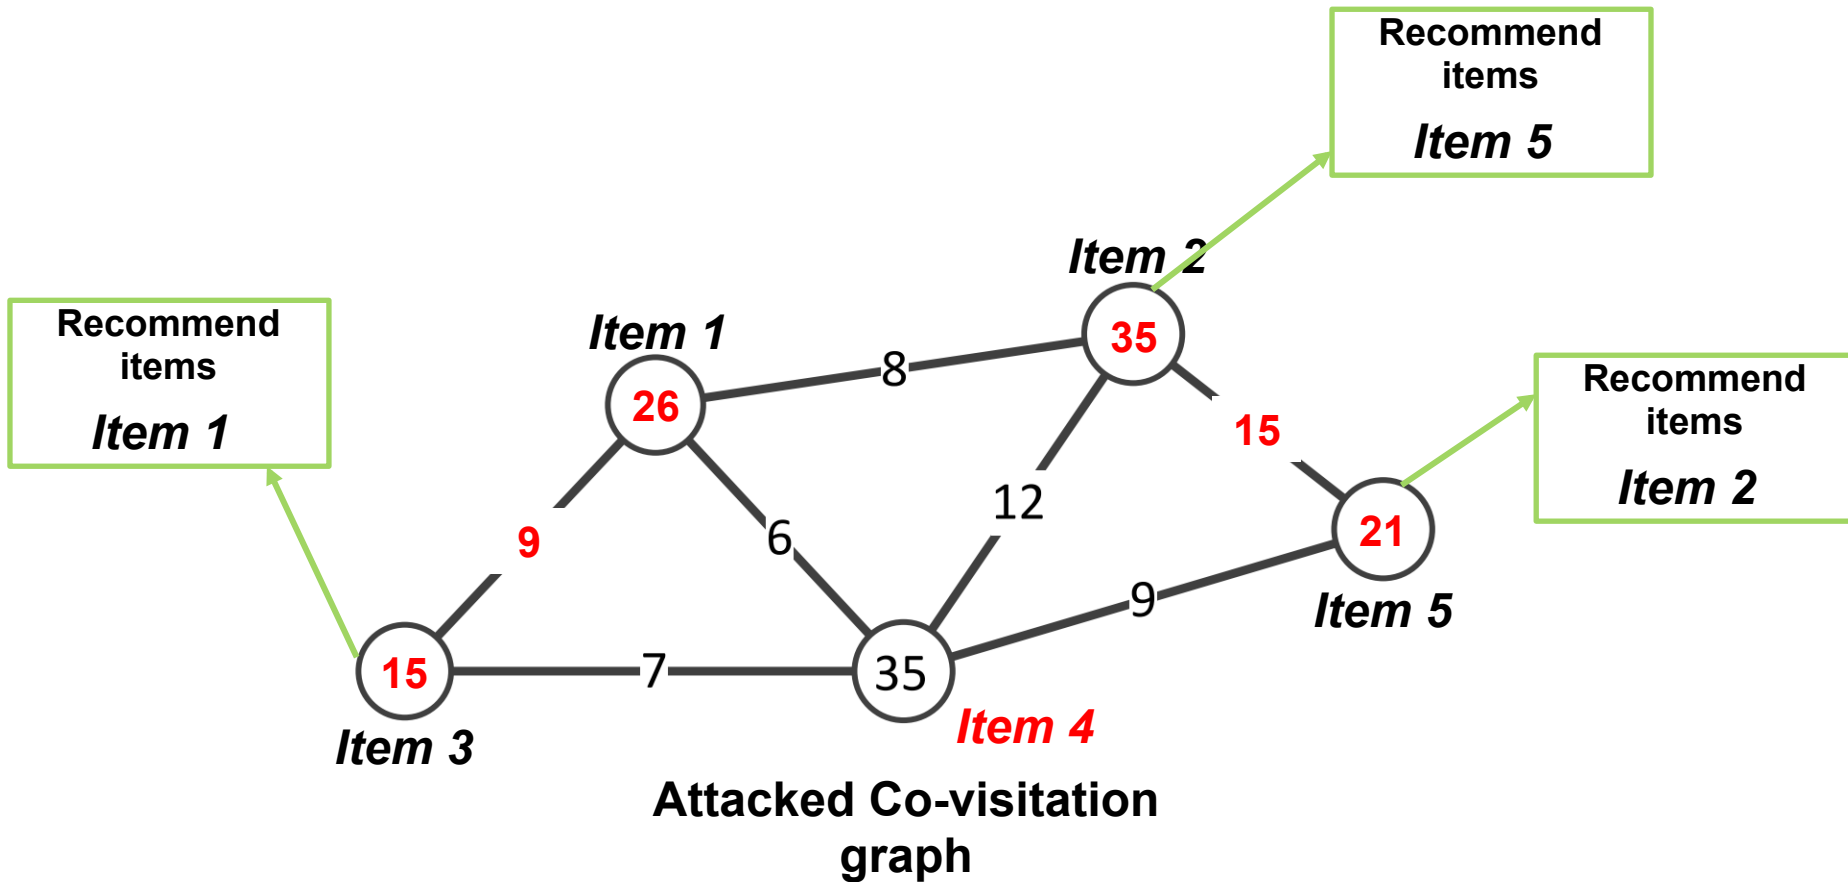 Recommend
items
Item 5
Item 2
35
Recommend
items
Item 1
Item 1
26
8
Recommend
items
Item 2
15
12
9
6
21
Item 5
9
15
7
35
Item 3
Item 4
Attacked Co-visitation
graph